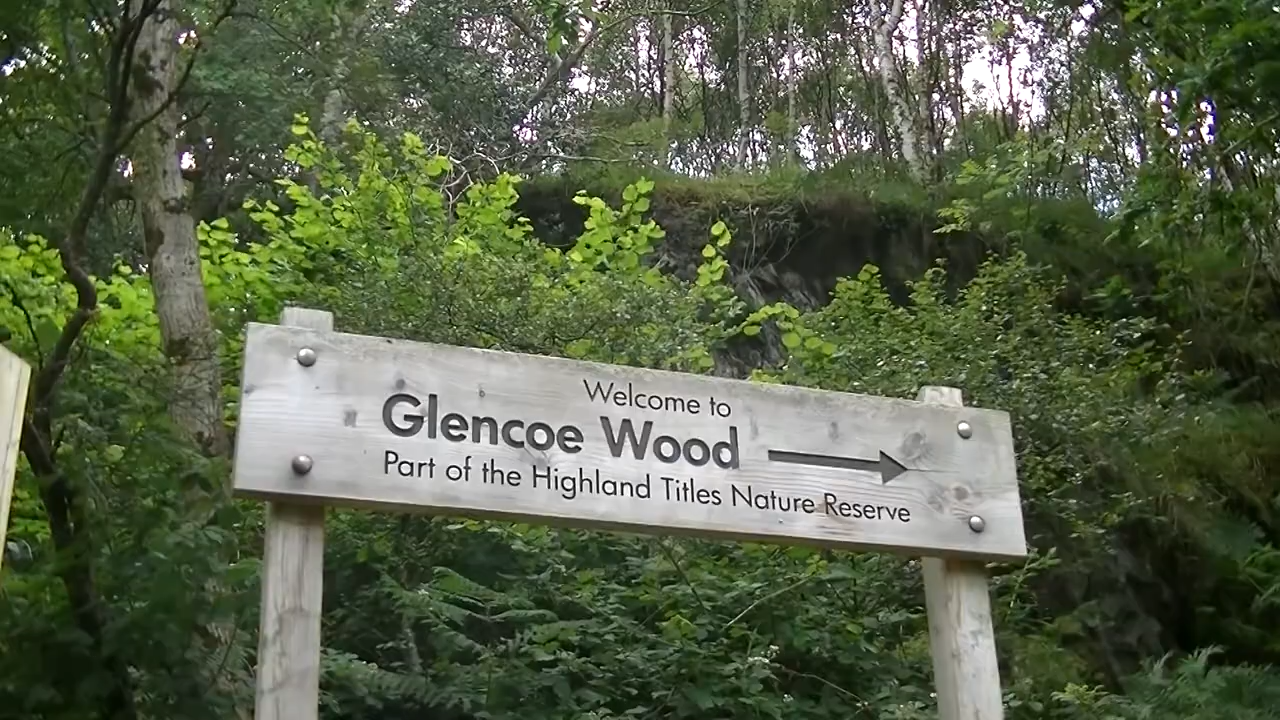 Welcome to
Glencoe Wood
Part of the Highland Titles Nature Reserve